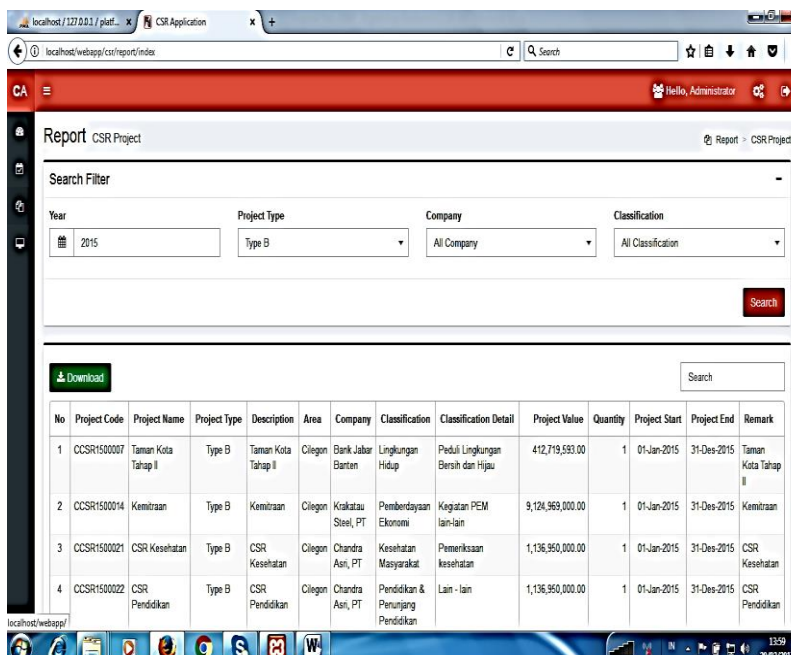 localhost / 127.0.0.1 / platf... x CSR Application x +
localhost/webapp/csr/report/index Search
CA Hello, Administrator
Report CSR Project Report > CSR Project
Search Filter -
Year Project Type Company Classification
2015 Type B All Company All Classification
Search
Download Search
No Project Code Project Name Project Type Description Area Company Classification Classification Detail Project Value Quantity Project Start Project End Remark
1 CCSR1500007 Taman Kota Type B Taman Kota Cilegon Bank Jabar Lingkungan Peduli Lingkungan 412,719,593.00 1 01-Jan-2015 31-Des-2015 Taman
Tahap II Tahap II Banten Hidup Bersih dan Hijau Kota Tahap
II
2 CCSR1500014 Kemitraan Type B Kemitraan Cilegon Krakatau Pemberdayaan Kegiatan PEM 9,124,969,000.00 1 01-Jan-2015 31-Des-2015 Kemitraan
Steel, PT Ekonomi lain-lain
3 CCSR1500021 CSR Kesehatan Type B CSR Cilegon Chandra Kesehatan Pemeriksaan 1,136,950,000.00 1 01-Jan-2015 31-Des-2015 CSR
Kesehatan Asri, PT Masyarakat kesehatan Kesehatan
4 CCSR1500022 CSR Type B CSR Cilegon Chandra Pendidikan & Lain - lain 1,136,950,000.00 1 01-Jan-2015 31-Des-2015 CSR
Pendidikan Pendidikan Asri, PT Penunjang Pendidikan
Pendidikan
localhost/webapp/
13:59